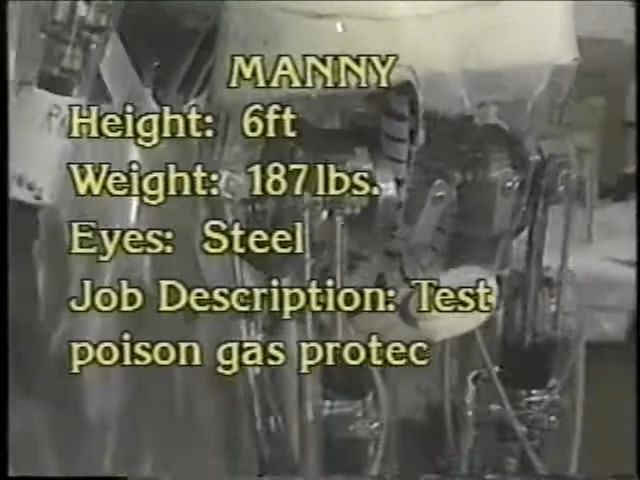 MANNY
Height: 6ft
Weight: 187lbs.
Eyes: Steel
Job Description: Test
poison gas protec